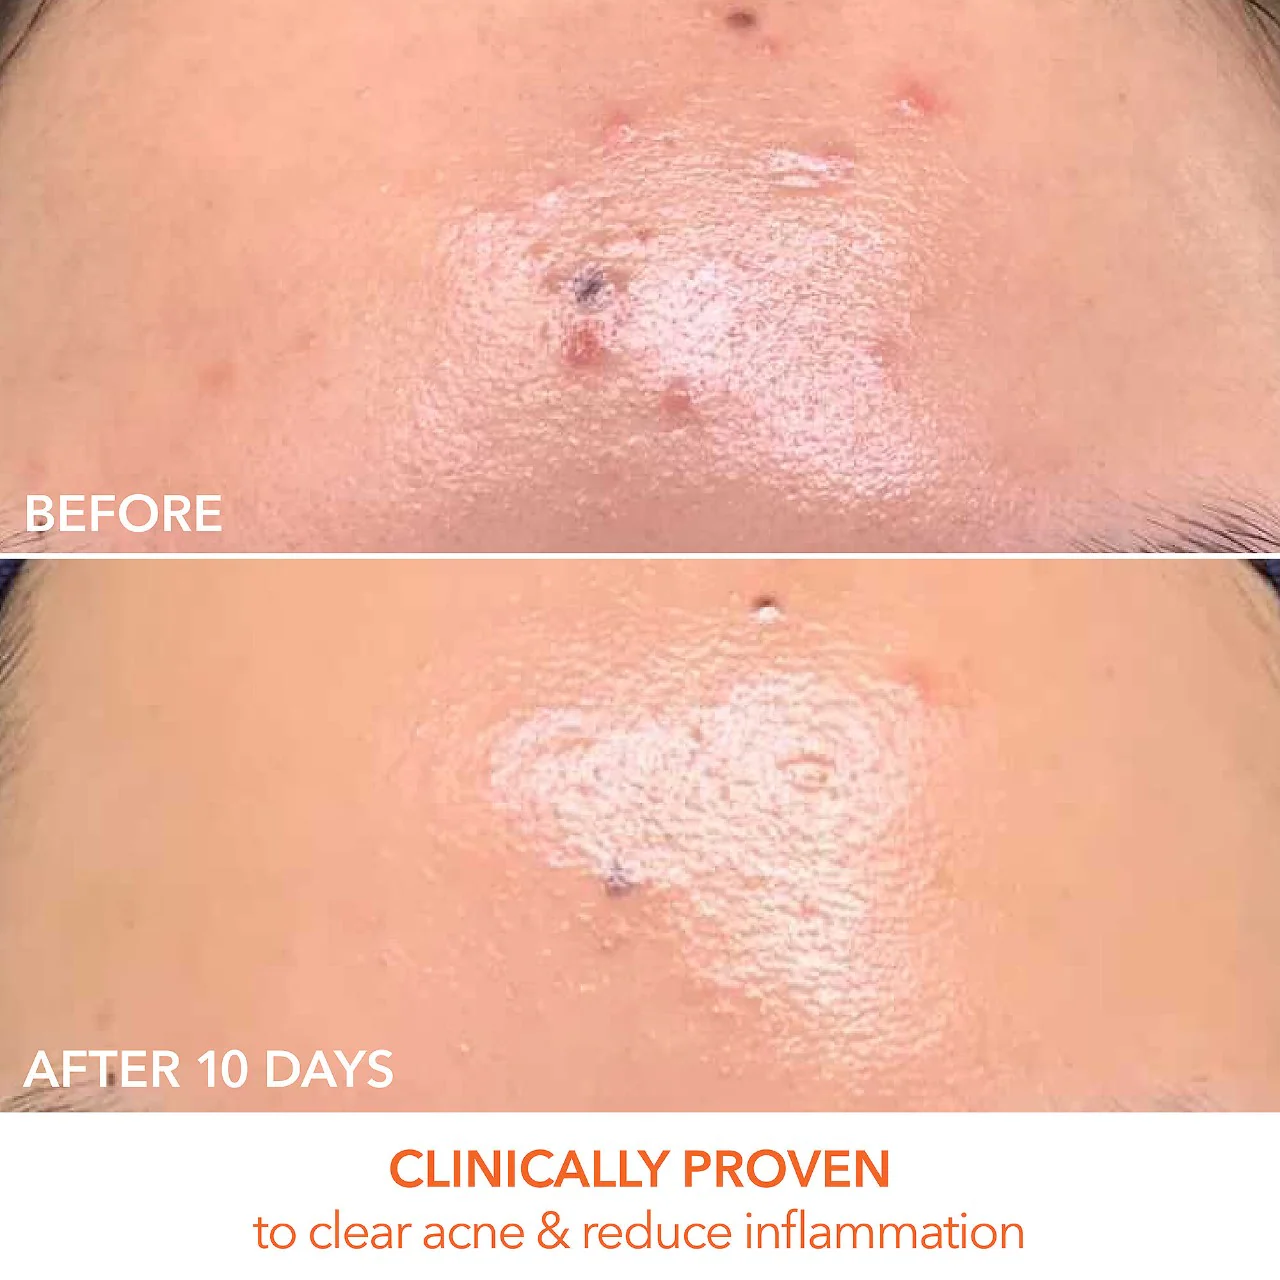 BEFORE
AFTER 10 DAYS
CLINICALLY PROVEN
to clear acne & reduce inflammation